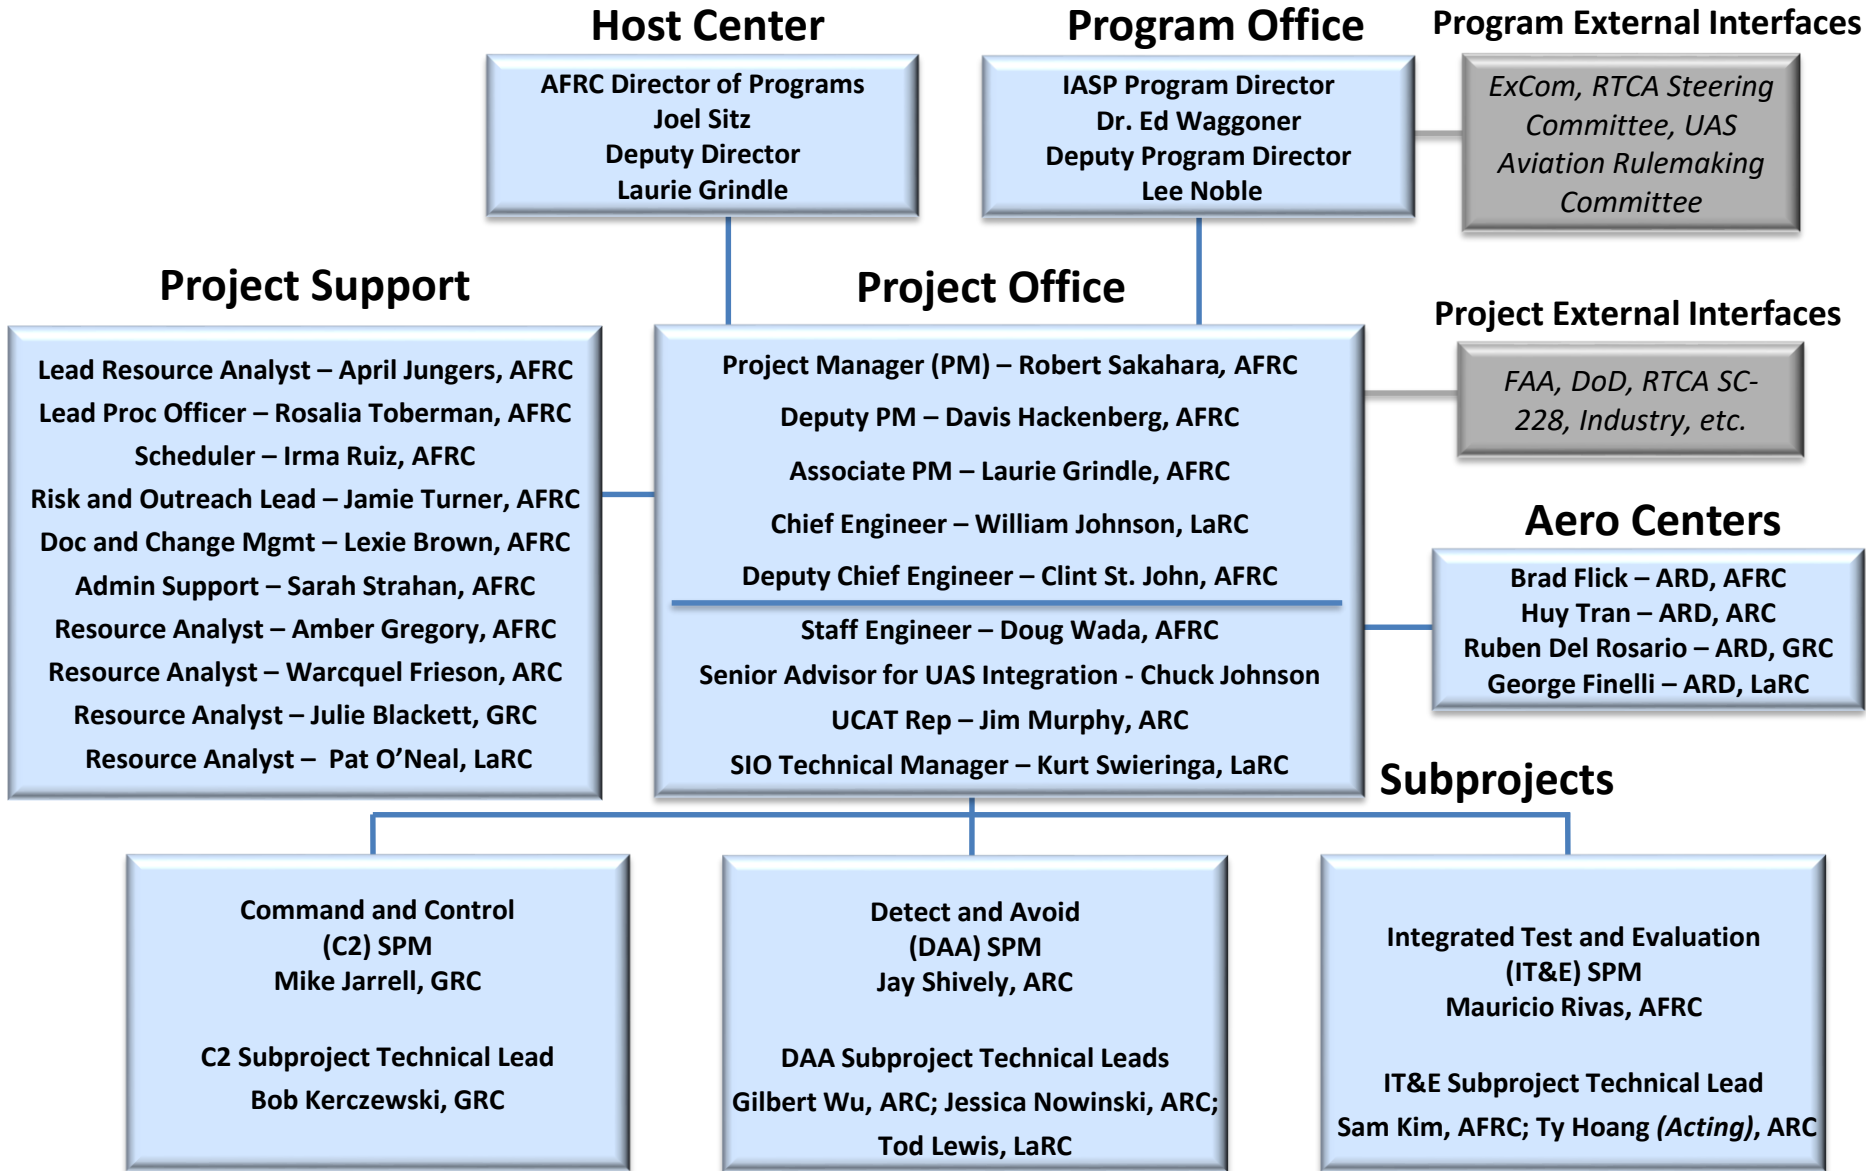 Host Center
AFRC Director of Programs
Joel Sitz
Deputy Director
Laurie Grindle
Program Office
IASP Program Director
Dr. Ed Waggoner
Deputy Program Director
Lee Noble
Program External Interfaces
ExCom, RTCA Steering
Committee, UAS
Aviation Rulemaking
Committee
Project Support
Lead Resource Analyst – April Jungers, AFRC
Lead Proc Officer – Rosalia Toberman, AFRC
Scheduler – Irma Ruiz, AFRC
Risk and Outreach Lead – Jamie Turner, AFRC
Doc and Change Mgmt – Lexie Brown, AFRC
Admin Support – Sarah Strahan, AFRC
Resource Analyst – Amber Gregory, AFRC
Resource Analyst – Warcquel Frieson, ARC
Resource Analyst – Julie Blackett, GRC
Resource Analyst – Pat O’Neal, LaRC
Project Office
Project Manager (PM) – Robert Sakahara, AFRC
Deputy PM – Davis Hackenberg, AFRC
Associate PM – Laurie Grindle, AFRC
Chief Engineer – William Johnson, LaRC
Deputy Chief Engineer – Clint St. John, AFRC
Staff Engineer – Doug Wada, AFRC
Senior Advisor for UAS Integration - Chuck Johnson
UCAT Rep – Jim Murphy, ARC
SIO Technical Manager – Kurt Swieringa, LaRC
Project External Interfaces
FAA, DoD, RTCA SC-
228, Industry, etc.
Aero Centers
Brad Flick – ARD, AFRC
Huy Tran – ARD, ARC
Ruben Del Rosario – ARD, GRC
George Finelli – ARD, LaRC
Subprojects
Command and Control
(C2) SPM
Mike Jarrell, GRC
C2 Subproject Technical Lead
Bob Kerczewski, GRC
Detect and Avoid
(DAA) SPM
Jay Shively, ARC
DAA Subproject Technical Leads
Gilbert Wu, ARC; Jessica Nowinski, ARC;
Tod Lewis, LaRC
Integrated Test and Evaluation
(IT&E) SPM
Mauricio Rivas, AFRC
IT&E Subproject Technical Lead
Sam Kim, AFRC; Ty Hoang (Acting), ARC